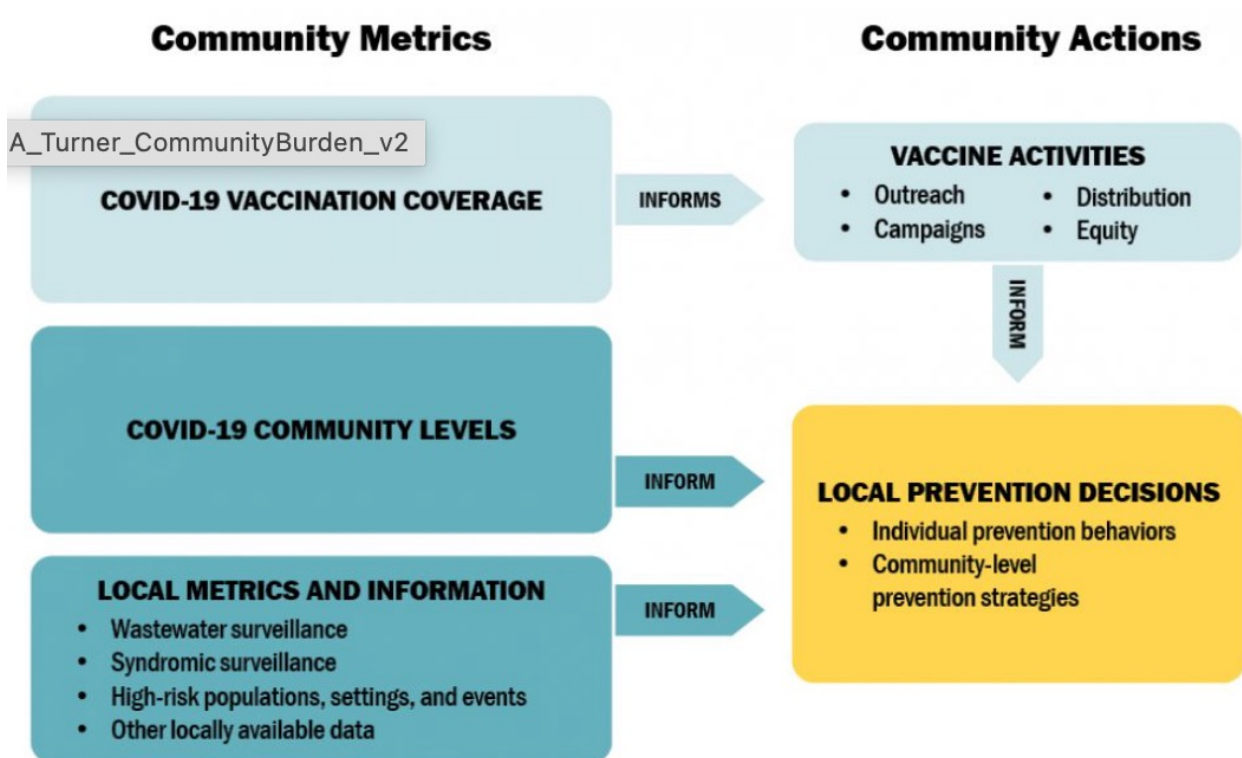 Community Metrics
Community Actions
A_Turner_CommunityBurden_v2
COVID-19 VACCINATION COVERAGE
INFORMS
VACCINE ACTIVITIES
• Outreach
• Campaigns
• Distribution
• Equity
INFORM
COVID-19 COMMUNITY LEVELS
INFORM
LOCAL PREVENTION DECISIONS
• Individual prevention behaviors
• Community-level
prevention strategies
LOCAL METRICS AND INFORMATION
• Wastewater surveillance
• Syndromic surveillance
• High-risk populations, settings, and events
• Other locally available data
INFORM